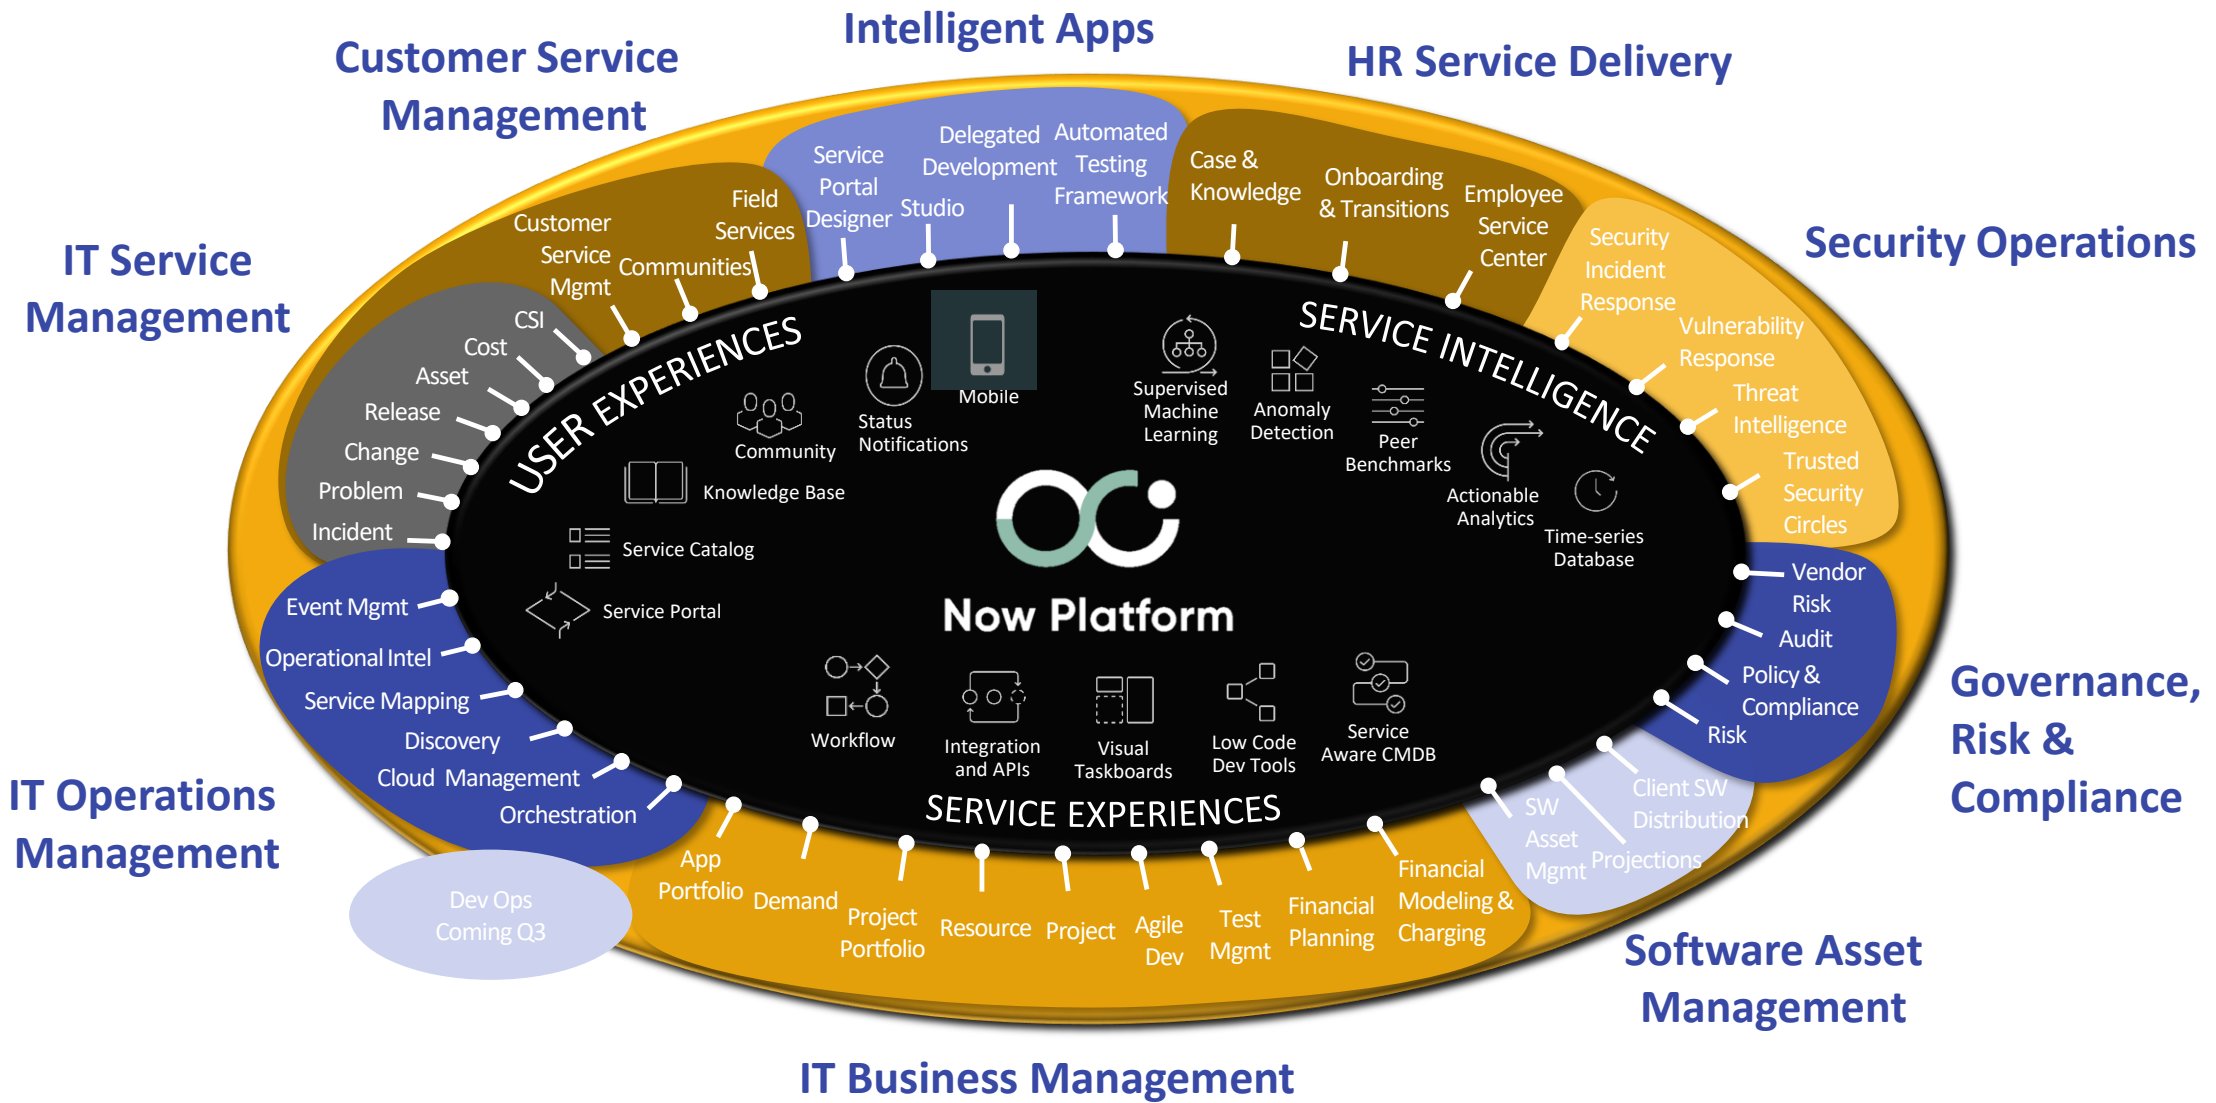 Intelligent Apps
Customer Service
Management
HR Service Delivery
IT Service
Management
Security Operations
IT Operations
Management
Governance,
Risk &
Compliance
Software Asset
Management
IT Business Management
Service
Portal
Designer
Studio
Delegated
Development
Automated
Testing
Framework
Case &
Knowledge
Onboarding
& Transitions
Employee
Service
Center
Customer
Service
Mgmt
Communities
Field
Services
Security
Incident
Response
Vulnerability
Response
Threat
Intelligence
Trusted
Security
Circles
CSI
Cost
Asset
Release
Change
Problem
Incident
Event Mgmt
Operational Intel
Service Mapping
Discovery
Cloud Management
Orchestration
Dev Ops
Coming Q3
App
Portfolio
Demand
Project
Portfolio
Resource
Project
Agile
Dev
Test
Mgmt
Financial
Planning
Financial
Modeling &
Charging
SW
Asset
Mgmt
Projections
Client SW
Distribution
Vendor
Risk
Audit
Policy &
Compliance
Risk
USER EXPERIENCES
Mobile
Status
Notifications
Community
Knowledge Base
Service Catalog
Service Portal
SERVICE INTELLIGENCE
Supervised
Machine
Learning
Anomaly
Detection
Peer
Benchmarks
Actionable
Analytics
Time-series
Database
Now Platform
Workflow
Integration
and APIs
Visual
Taskboards
Low Code
Dev Tools
Service
Aware CMDB
SERVICE EXPERIENCES